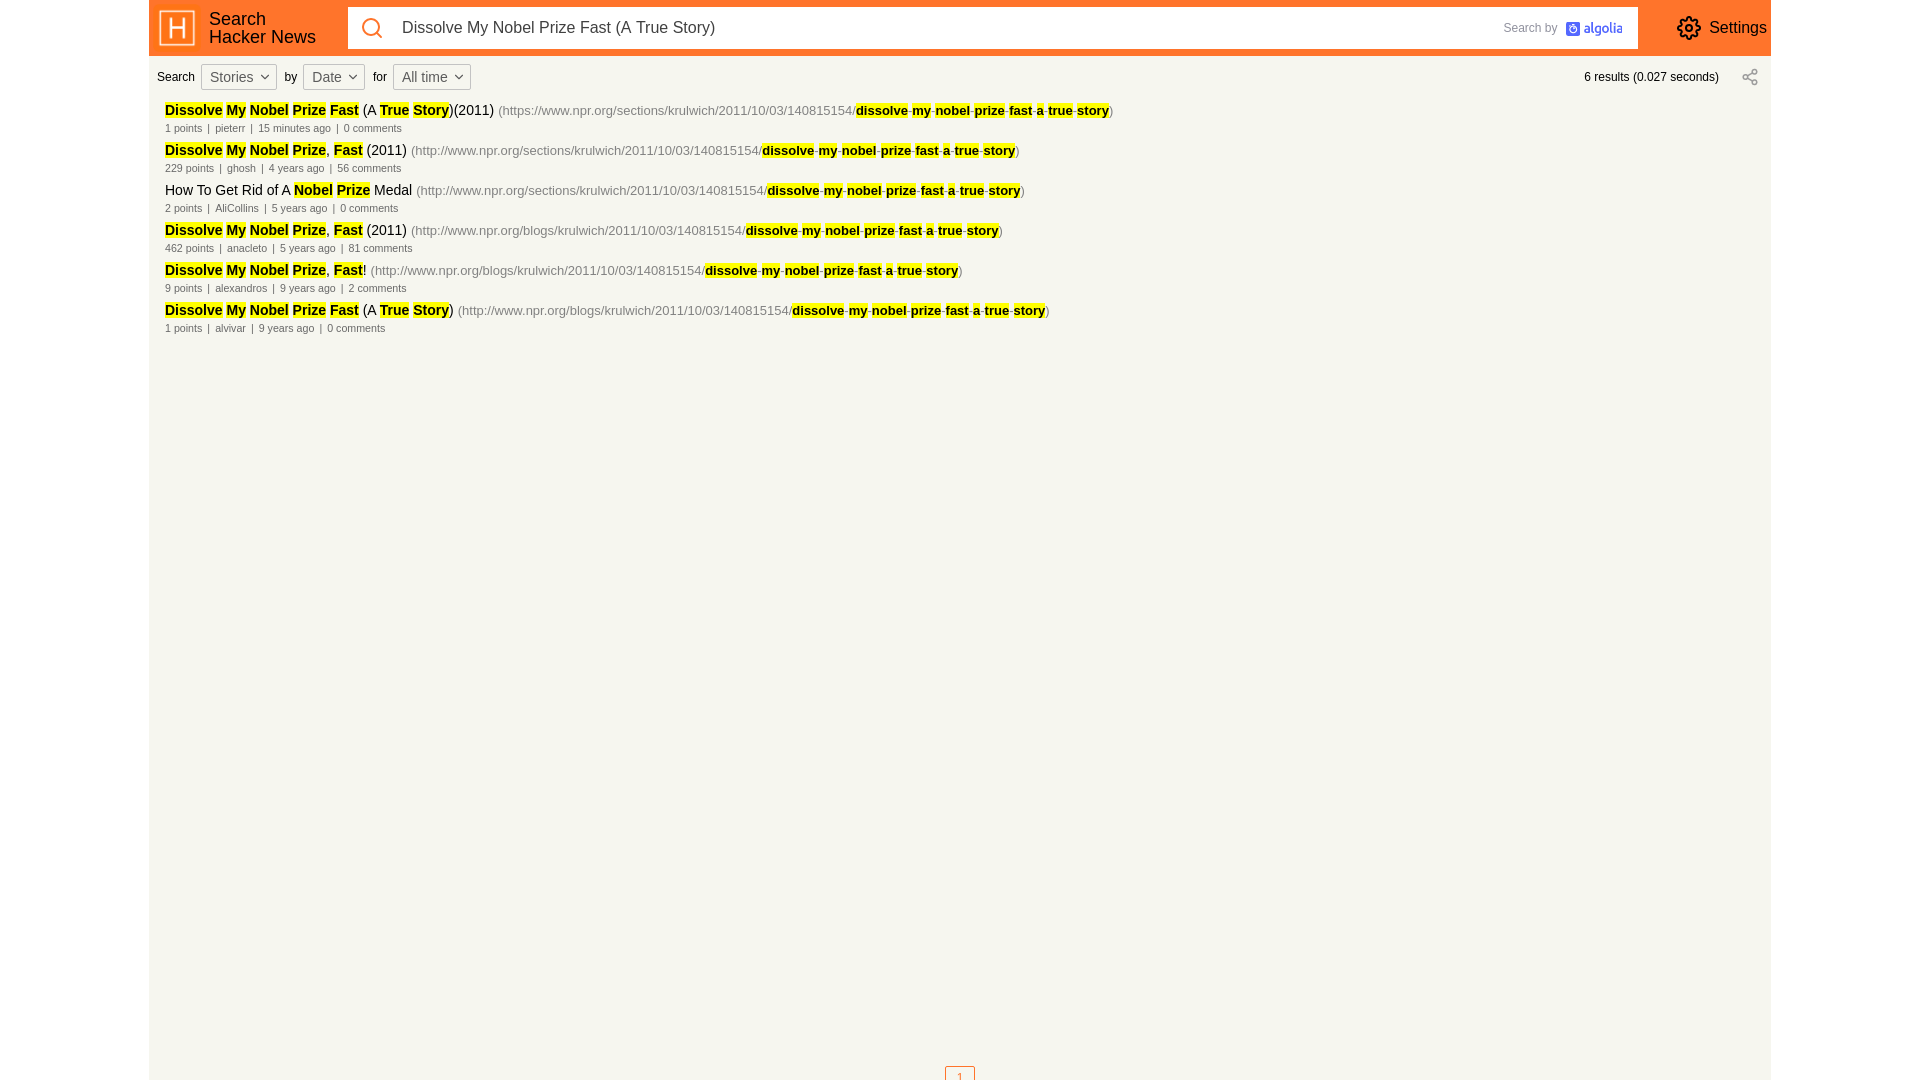 Search
Hacker News
Dissolve My Nobel Prize Fast (A True Story)
Search by algolia
Settings
Search Stories by Date for All time
6 results (0.027 seconds)
Dissolve My Nobel Prize Fast (A True Story)(2011) (https://www.npr.org/sections/krulwich/2011/10/03/140815154/dissolve-my-nobel-prize-fast-a-true-story)
1 points | pieterr | 15 minutes ago | 0 comments
Dissolve My Nobel Prize, Fast (2011) (http://www.npr.org/sections/krulwich/2011/10/03/140815154/dissolve-my-nobel-prize-fast-a-true-story)
229 points | ghosh | 4 years ago | 56 comments
How To Get Rid of A Nobel Prize Medal (http://www.npr.org/sections/krulwich/2011/10/03/140815154/dissolve-my-nobel-prize-fast-a-true-story)
2 points | AliCollins | 5 years ago | 0 comments
Dissolve My Nobel Prize, Fast (2011) (http://www.npr.org/blogs/krulwich/2011/10/03/140815154/dissolve-my-nobel-prize-fast-a-true-story)
462 points | anacleto | 5 years ago | 81 comments
Dissolve My Nobel Prize, Fast! (http://www.npr.org/blogs/krulwich/2011/10/03/140815154/dissolve-my-nobel-prize-fast-a-true-story)
9 points | alexandros | 9 years ago | 2 comments
Dissolve My Nobel Prize Fast (A True Story) (http://www.npr.org/blogs/krulwich/2011/10/03/140815154/dissolve-my-nobel-prize-fast-a-true-story)
1 points | alvivar | 9 years ago | 0 comments
1